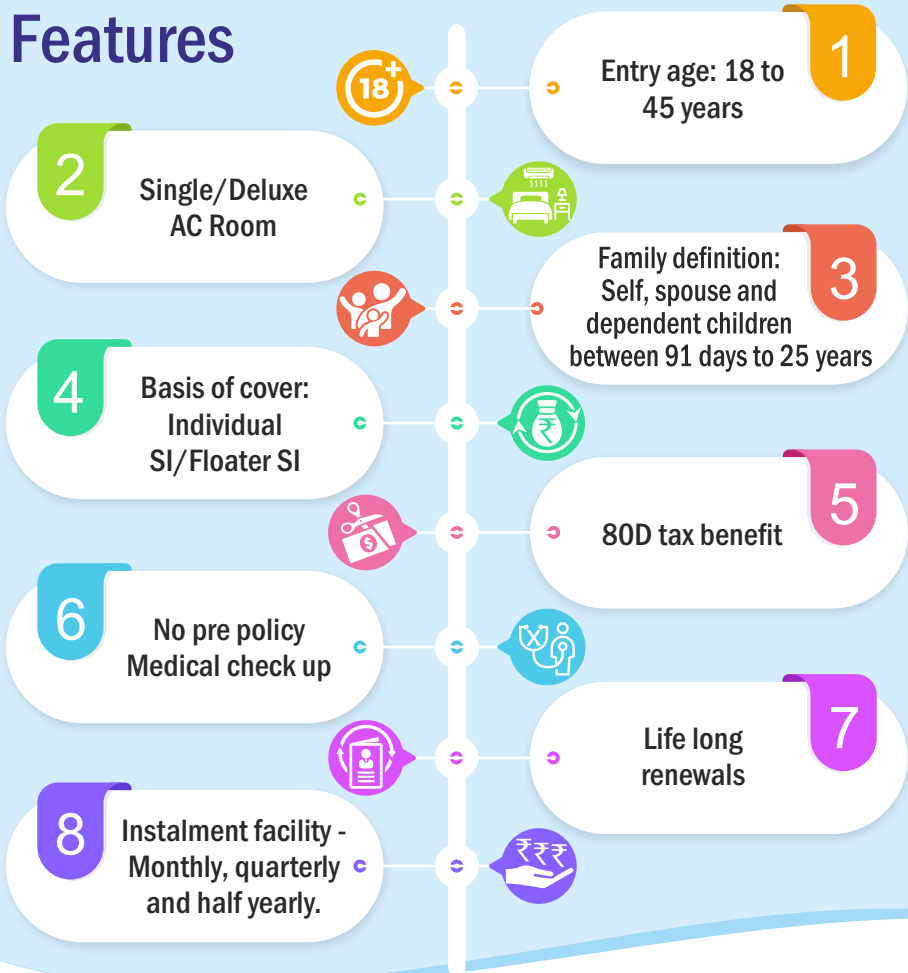 Features
1
Entry age: 18 to
45 years
18+
2
Single/Deluxe
AC Room
3
Family definition:
Self, spouse and
dependent children
between 91 days to 25 years
4
Basis of cover:
Individual
SI/Floater SI
₹
5
80D tax benefit
$
6
No pre policy
Medical check up
7
Life long
renewals
8
Instalment facility -
Monthly, quarterly
and half yearly.
₹₹₹